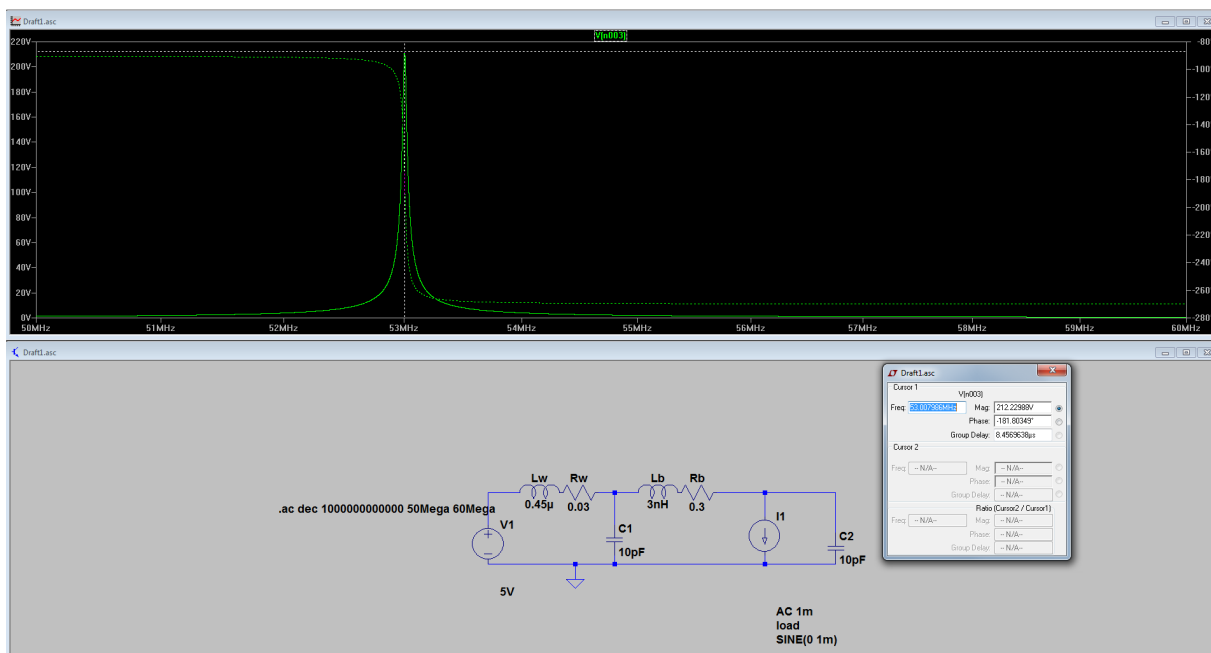 Draft1.asc
V(n003)
220V
200V
180V
160V
140V
120V
100V
80V
60V
40V
20V
0V
-80°
-100
-120
-140
-160
-180
-200
-220
-240
-260
-280
50MHz 51MHz 52MHz 53MHz 54MHz 55MHz 56MHz 57MHz 58MHz 59MHz 60MHz
Draft1.asc
.ac dec 1000000000000 50Mega 60Mega
Lw Rw Lb Rb
0.45µ 0.03 3nH 0.3
V1
C1
10pF
I1
C2
10pF
5V
AC 1m
load
SINE(0 1m)
Draft1.asc
Cursor 1
V(n003)
Freq: 53.007986MHz Mag: 212.22988V
Phase: -181.80349°
Group Delay: 8.4569638µs
Cursor 2
Freq: -- N/A-- Mag: -- N/A--
Phase: -- N/A--
Group Delay: -- N/A--
Ratio (Cursor2 / Cursor1)
Freq: -- N/A-- Mag: -- N/A--
Phase: -- N/A--
Group Delay: -- N/A--